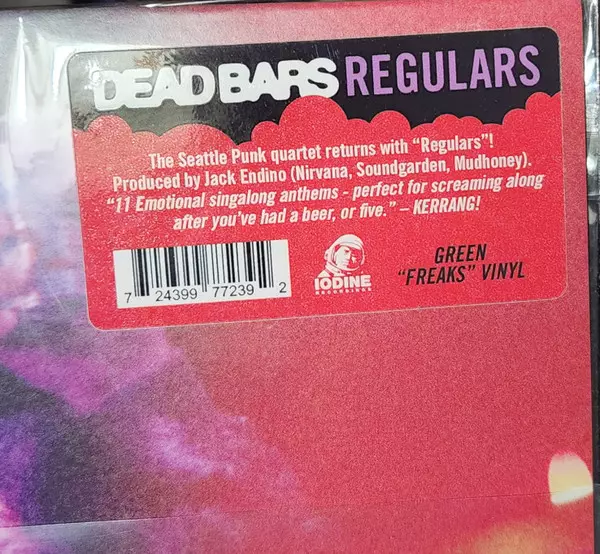 DEAD BARS REGULARS
The Seattle Punk quartet returns with “Regulars”!
Produced by Jack Endino (Nirvana, Soundgarden, Mudhoney).
“11 Emotional singalong anthems - perfect for screaming along
after you’ve had a beer, or five.” – KERRANG!
7 24399 77239 2
IODINE
RECORDINGS
GREEN
“FREAKS” VINYL